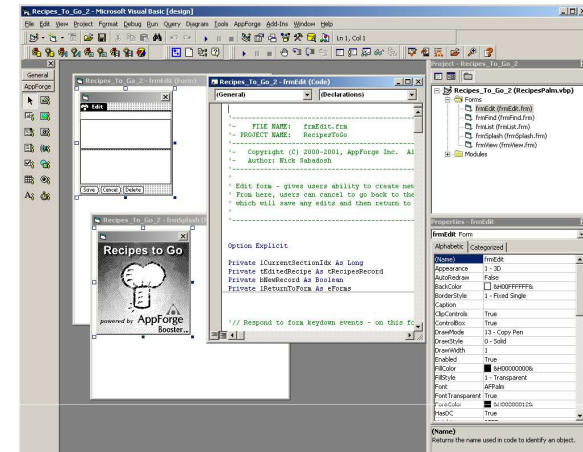 Recipes_To_Go_2 - Microsoft Visual Basic [design]
File Edit View Project Format Debug Run Query Diagram Tools AppForge Add-Ins Window Help
Ln 1, Col 1
General
AppForge
Recipes_To_Go_2 - frmEdit (Form)
Edit
Save Cancel Delete
Recipes_To_Go_2 - frmSplash
Recipes to Go
powered by AppForge
Booster
Recipes_To_Go_2 - frmEdit (Code)
(General) (Declarations)
'- FILE NAME: frmEdit.frm
'- PROJECT NAME: RecipesToGo
'- Copyright (C) 2000-2001, AppForge Inc. Al
'- Author: Nick Sabadosh
' Edit form - gives users ability to create new
' From here, users can cancel to go back to the
' which will save any edits and then return to
Option Explicit
Private lCurrentSectionIdx As Long
Private tEditedRecipe As tRecipesRecord
Private bNewRecord As Boolean
Private lReturnToForm As eForms
'// Respond to form keydown events - on this fo
Project - Recipes_To_Go_2
Recipes_To_Go_2 (RecipesPalm.vbp)
Forms
frmEdit (frmEdit.frm)
frmFind (frmFind.frm)
frmList (frmList.frm)
frmSplash (frmSplash.frm)
frmView (frmView.frm)
Modules
Properties - frmEdit
frmEdit Form
Alphabetic Categorized
(Name) frmEdit
Appearance 1 - 3D
AutoRedraw False
BackColor &H00FFFFFF&
BorderStyle 1 - Fixed Single
Caption
ClipControls True
ControlBox True
DrawMode 13 - Copy Pen
DrawStyle 0 - Solid
DrawWidth 1
Enabled True
FillColor &H00000000&
FillStyle 1 - Transparent
Font AFPalm
FontTransparent True
ForeColor &H80000012&
HasDC True
(Name)
Returns the name used in code to identify an object.